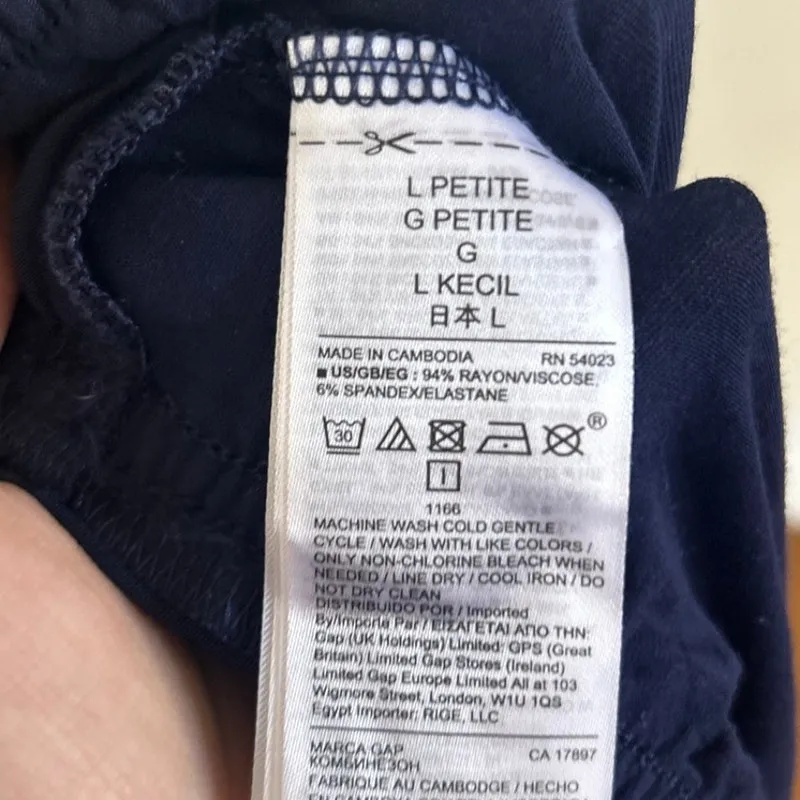 L PETITE
G PETITE
G
L KECIL
日本 L
MADE IN CAMBODIA RN 54023
US/GB/EG : 94% RAYON/VISCOSE,
6% SPANDEX/ELASTANE
30
®
1166
MACHINE WASH COLD GENTLE
CYCLE / WASH WITH LIKE COLORS /
ONLY NON-CHLORINE BLEACH WHEN
NEEDED / LINE DRY / COOL IRON / DO
NOT DRY CLEAN
DISTRIBUIDO POR / Imported
By/Importe Par / ΕΙΣΑΓΕΤΑΙ ΑΠΟ ΤΗΝ:
Gap (UK Holdings) Limited: GPS (Great
Britain) Limited Gap Stores (Ireland)
Limited Gap Europe Limited All at 103
Wigmore Street, London, W1U 1QS
Egypt Importer: RIGE, LLC
MARCA GAP CA 17897
КОМБИНЕЗОН
FABRIQUE AU CAMBODGE / HECHO
EN CAMBOYA